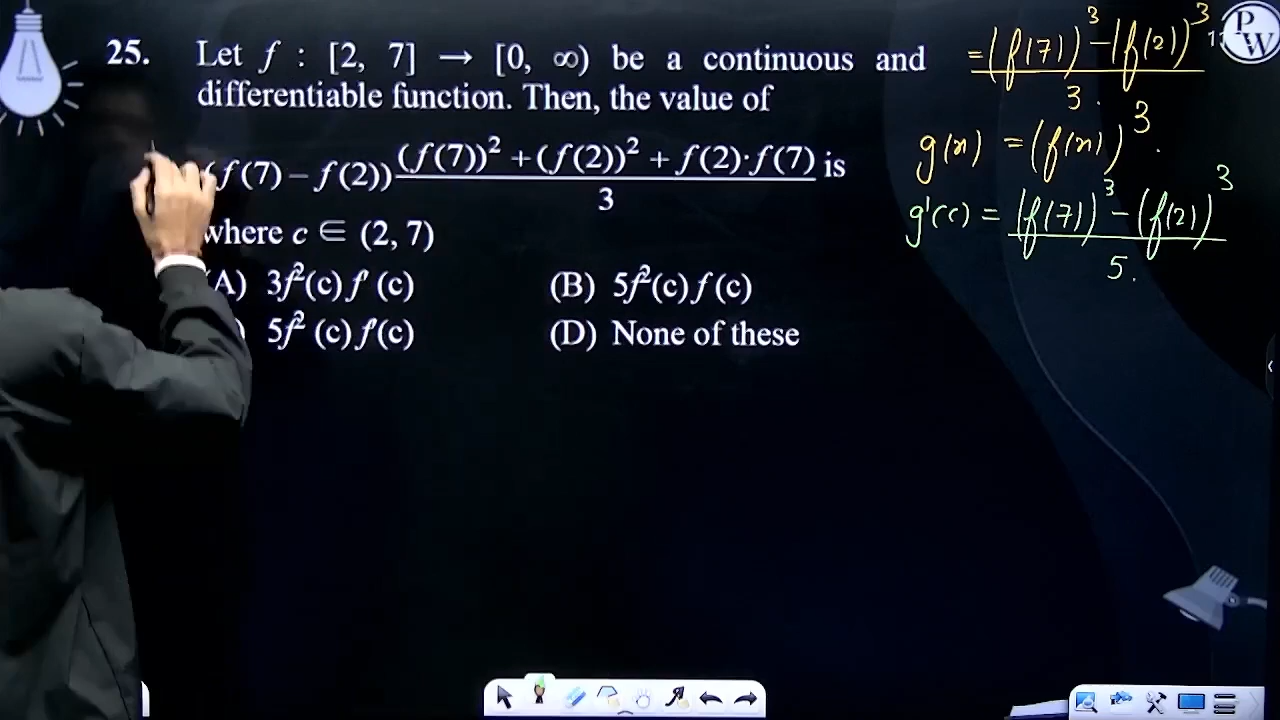 25. Let f : [2, 7] → [0, ∞) be a continuous and
differentiable function. Then, the value of
(f(7) – f(2)) (f(7))² + (f(2))² + f(2)·f(7) is
3
where c ∈ (2, 7)
A) 3f²(c) f′ (c)
(B) 5f²(c) f (c)
) 5f² (c) f′(c)
(D) None of these
= (f(7))³ – (f(2))³
3
g(x) = (f(x))³.
g'(c) = (f(7))³ – (f(2))³
5.
P
W